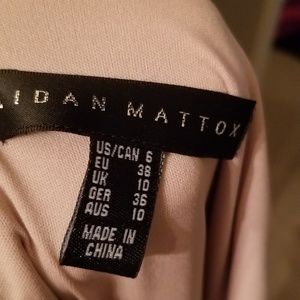 IDAN MATTOX
US/CAN 6
EU 38
UK 10
GER 36
AUS 10
MADE IN
CHINA